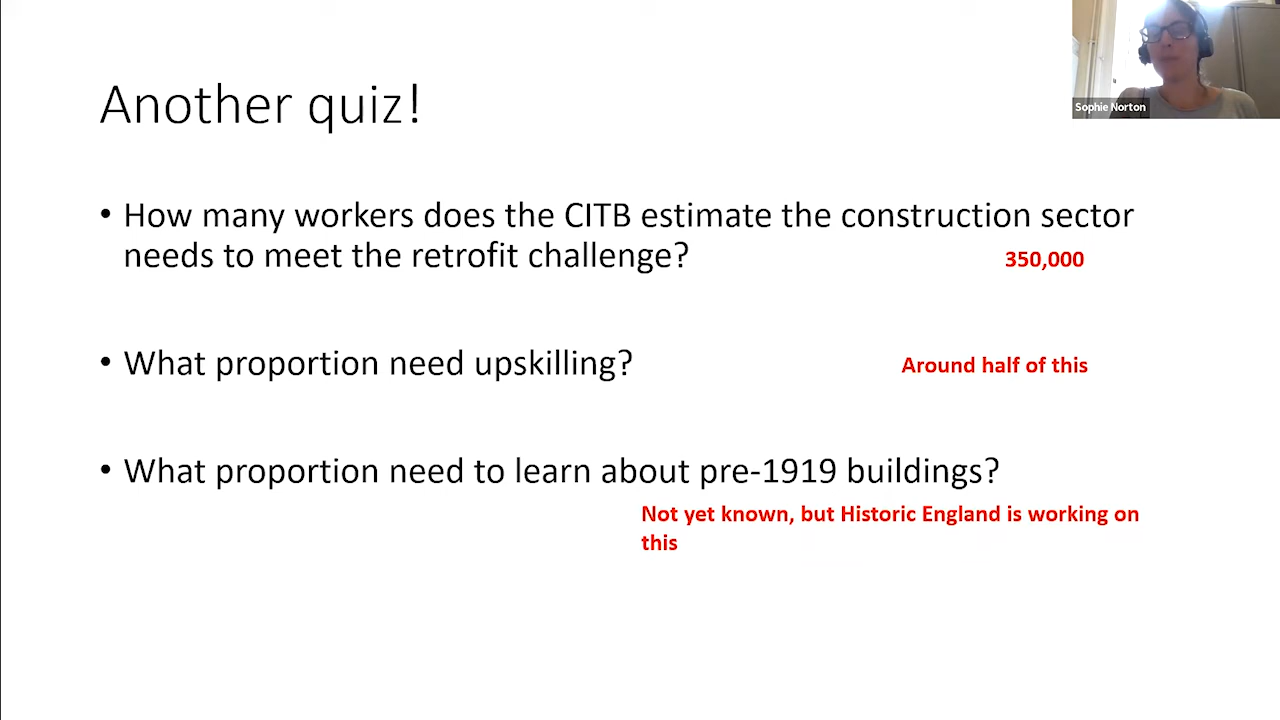 Sophie Norton
Another quiz!
• How many workers does the CITB estimate the construction sector
needs to meet the retrofit challenge?
350,000
• What proportion need upskilling?
Around half of this
• What proportion need to learn about pre-1919 buildings?
Not yet known, but Historic England is working on
this